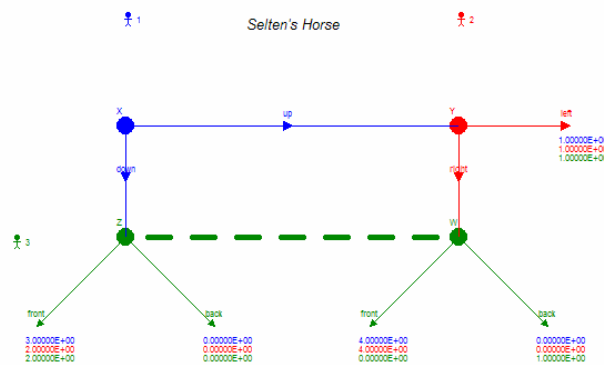 1
Selten's Horse
2
X
up
Y
left
1.00000E+00
1.00000E+00
1.00000E+00
down
right
3
Z
W
front
back
front
back
3.00000E+00
2.00000E+00
2.00000E+00
0.00000E+00
0.00000E+00
0.00000E+00
4.00000E+00
4.00000E+00
0.00000E+00
0.00000E+00
0.00000E+00
1.00000E+00